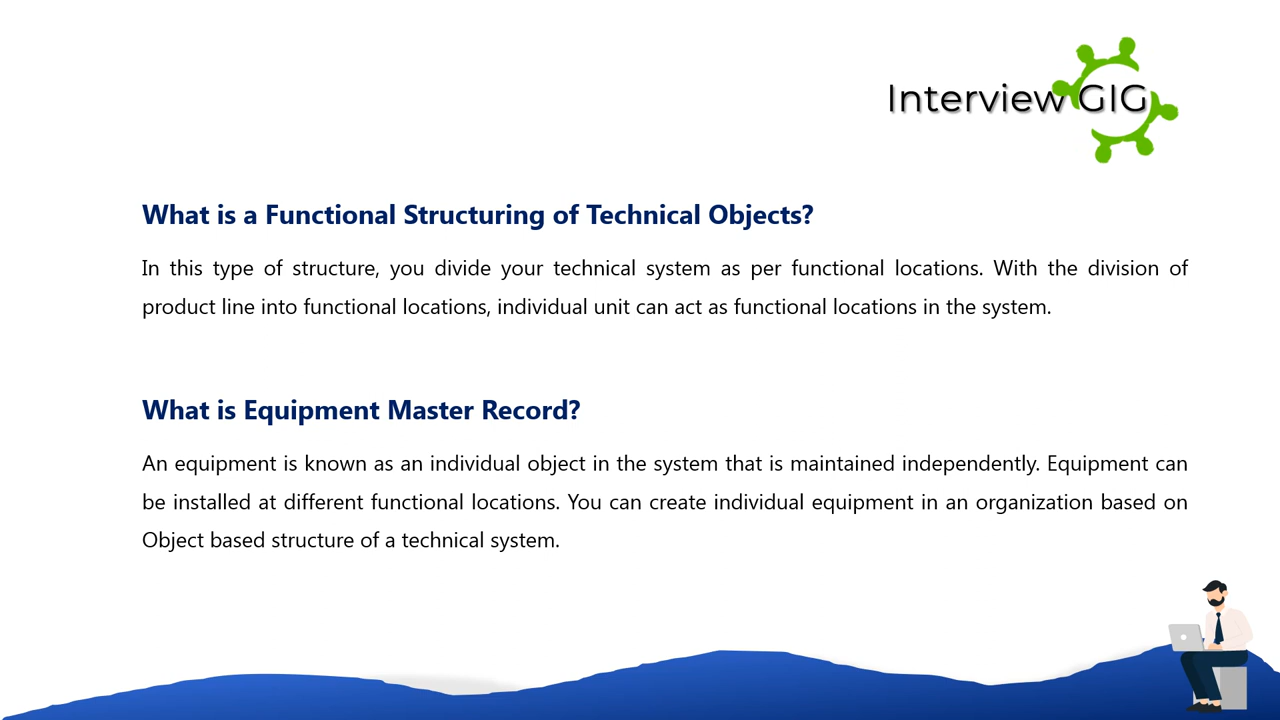 Interview GIG
What is a Functional Structuring of Technical Objects?
In this type of structure, you divide your technical system as per functional locations. With the division of
product line into functional locations, individual unit can act as functional locations in the system.
What is Equipment Master Record?
An equipment is known as an individual object in the system that is maintained independently. Equipment can
be installed at different functional locations. You can create individual equipment in an organization based on
Object based structure of a technical system.